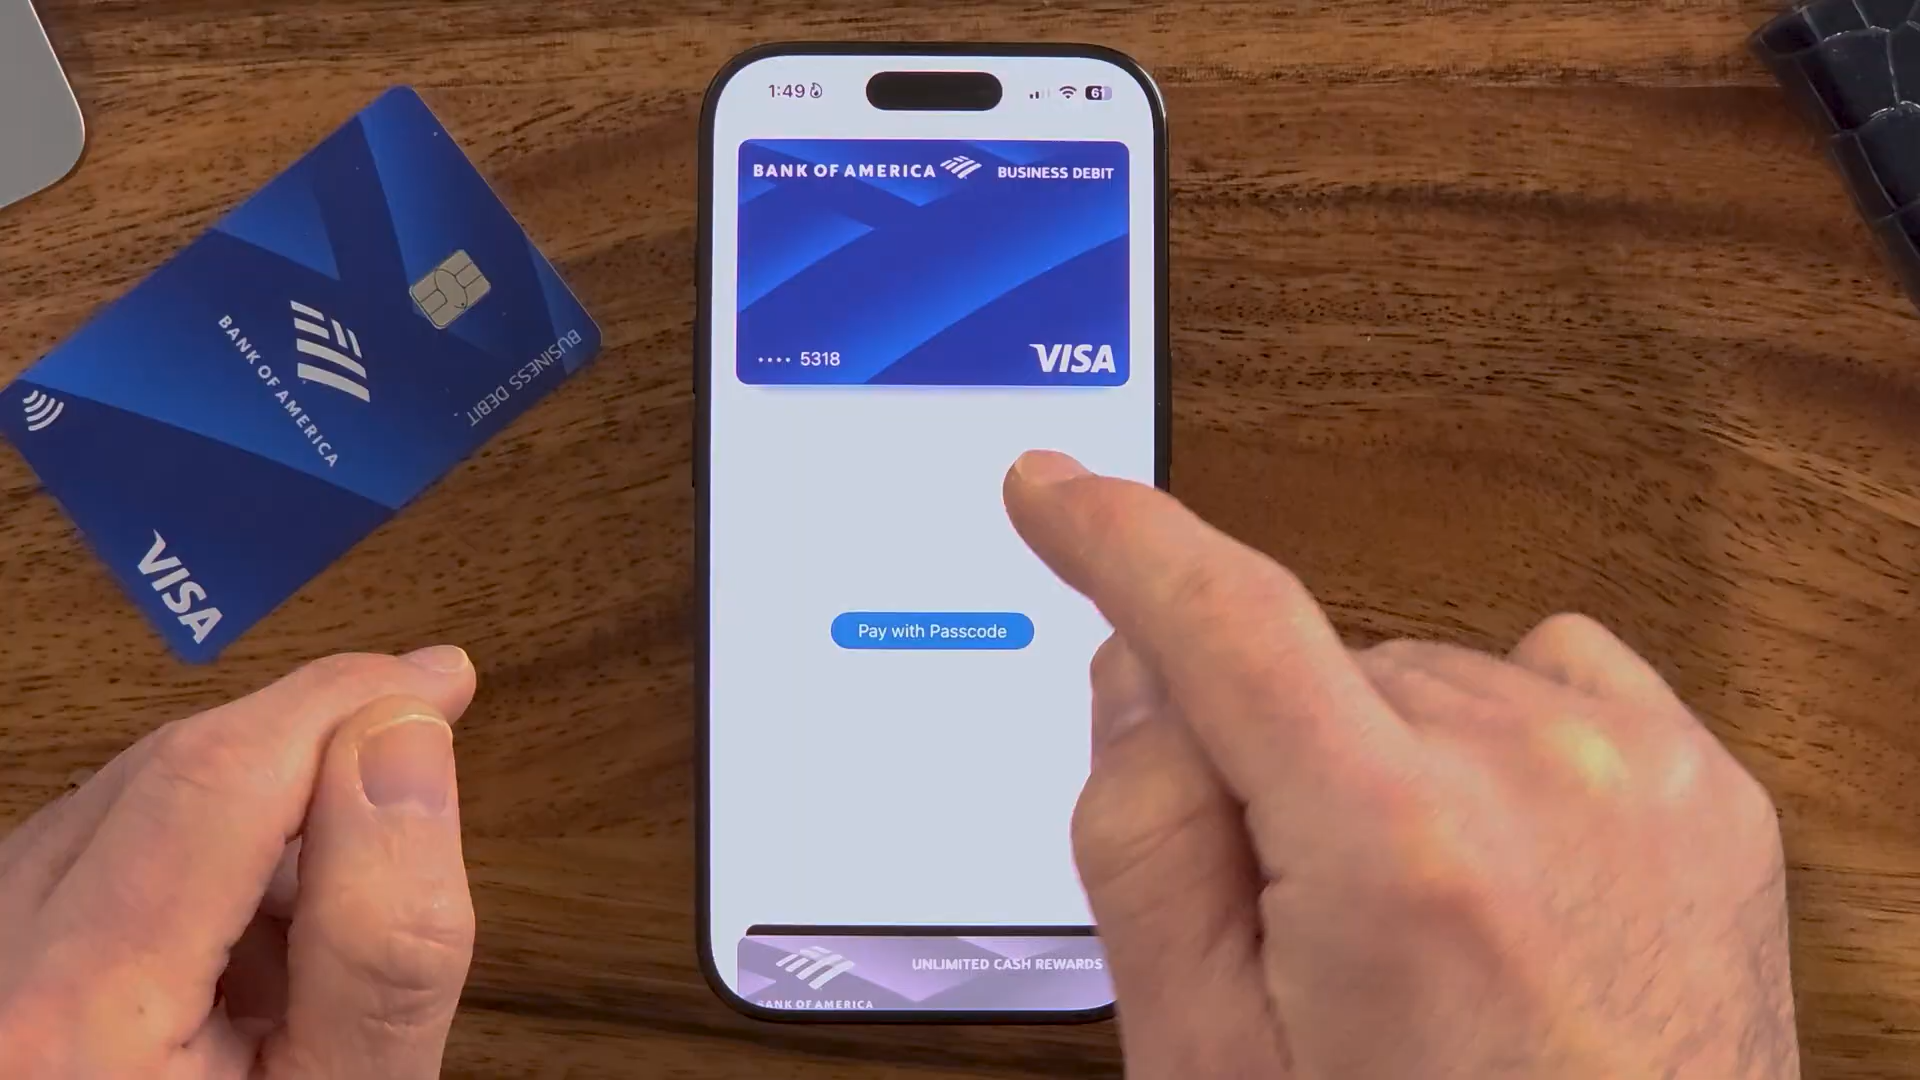 1:49
61
BANK OF AMERICA BUSINESS DEBIT
•••• 5318
VISA
Pay with Passcode
UNLIMITED CASH REWARDS
BANK OF AMERICA
BANK OF AMERICA
BUSINESS DEBIT
VISA